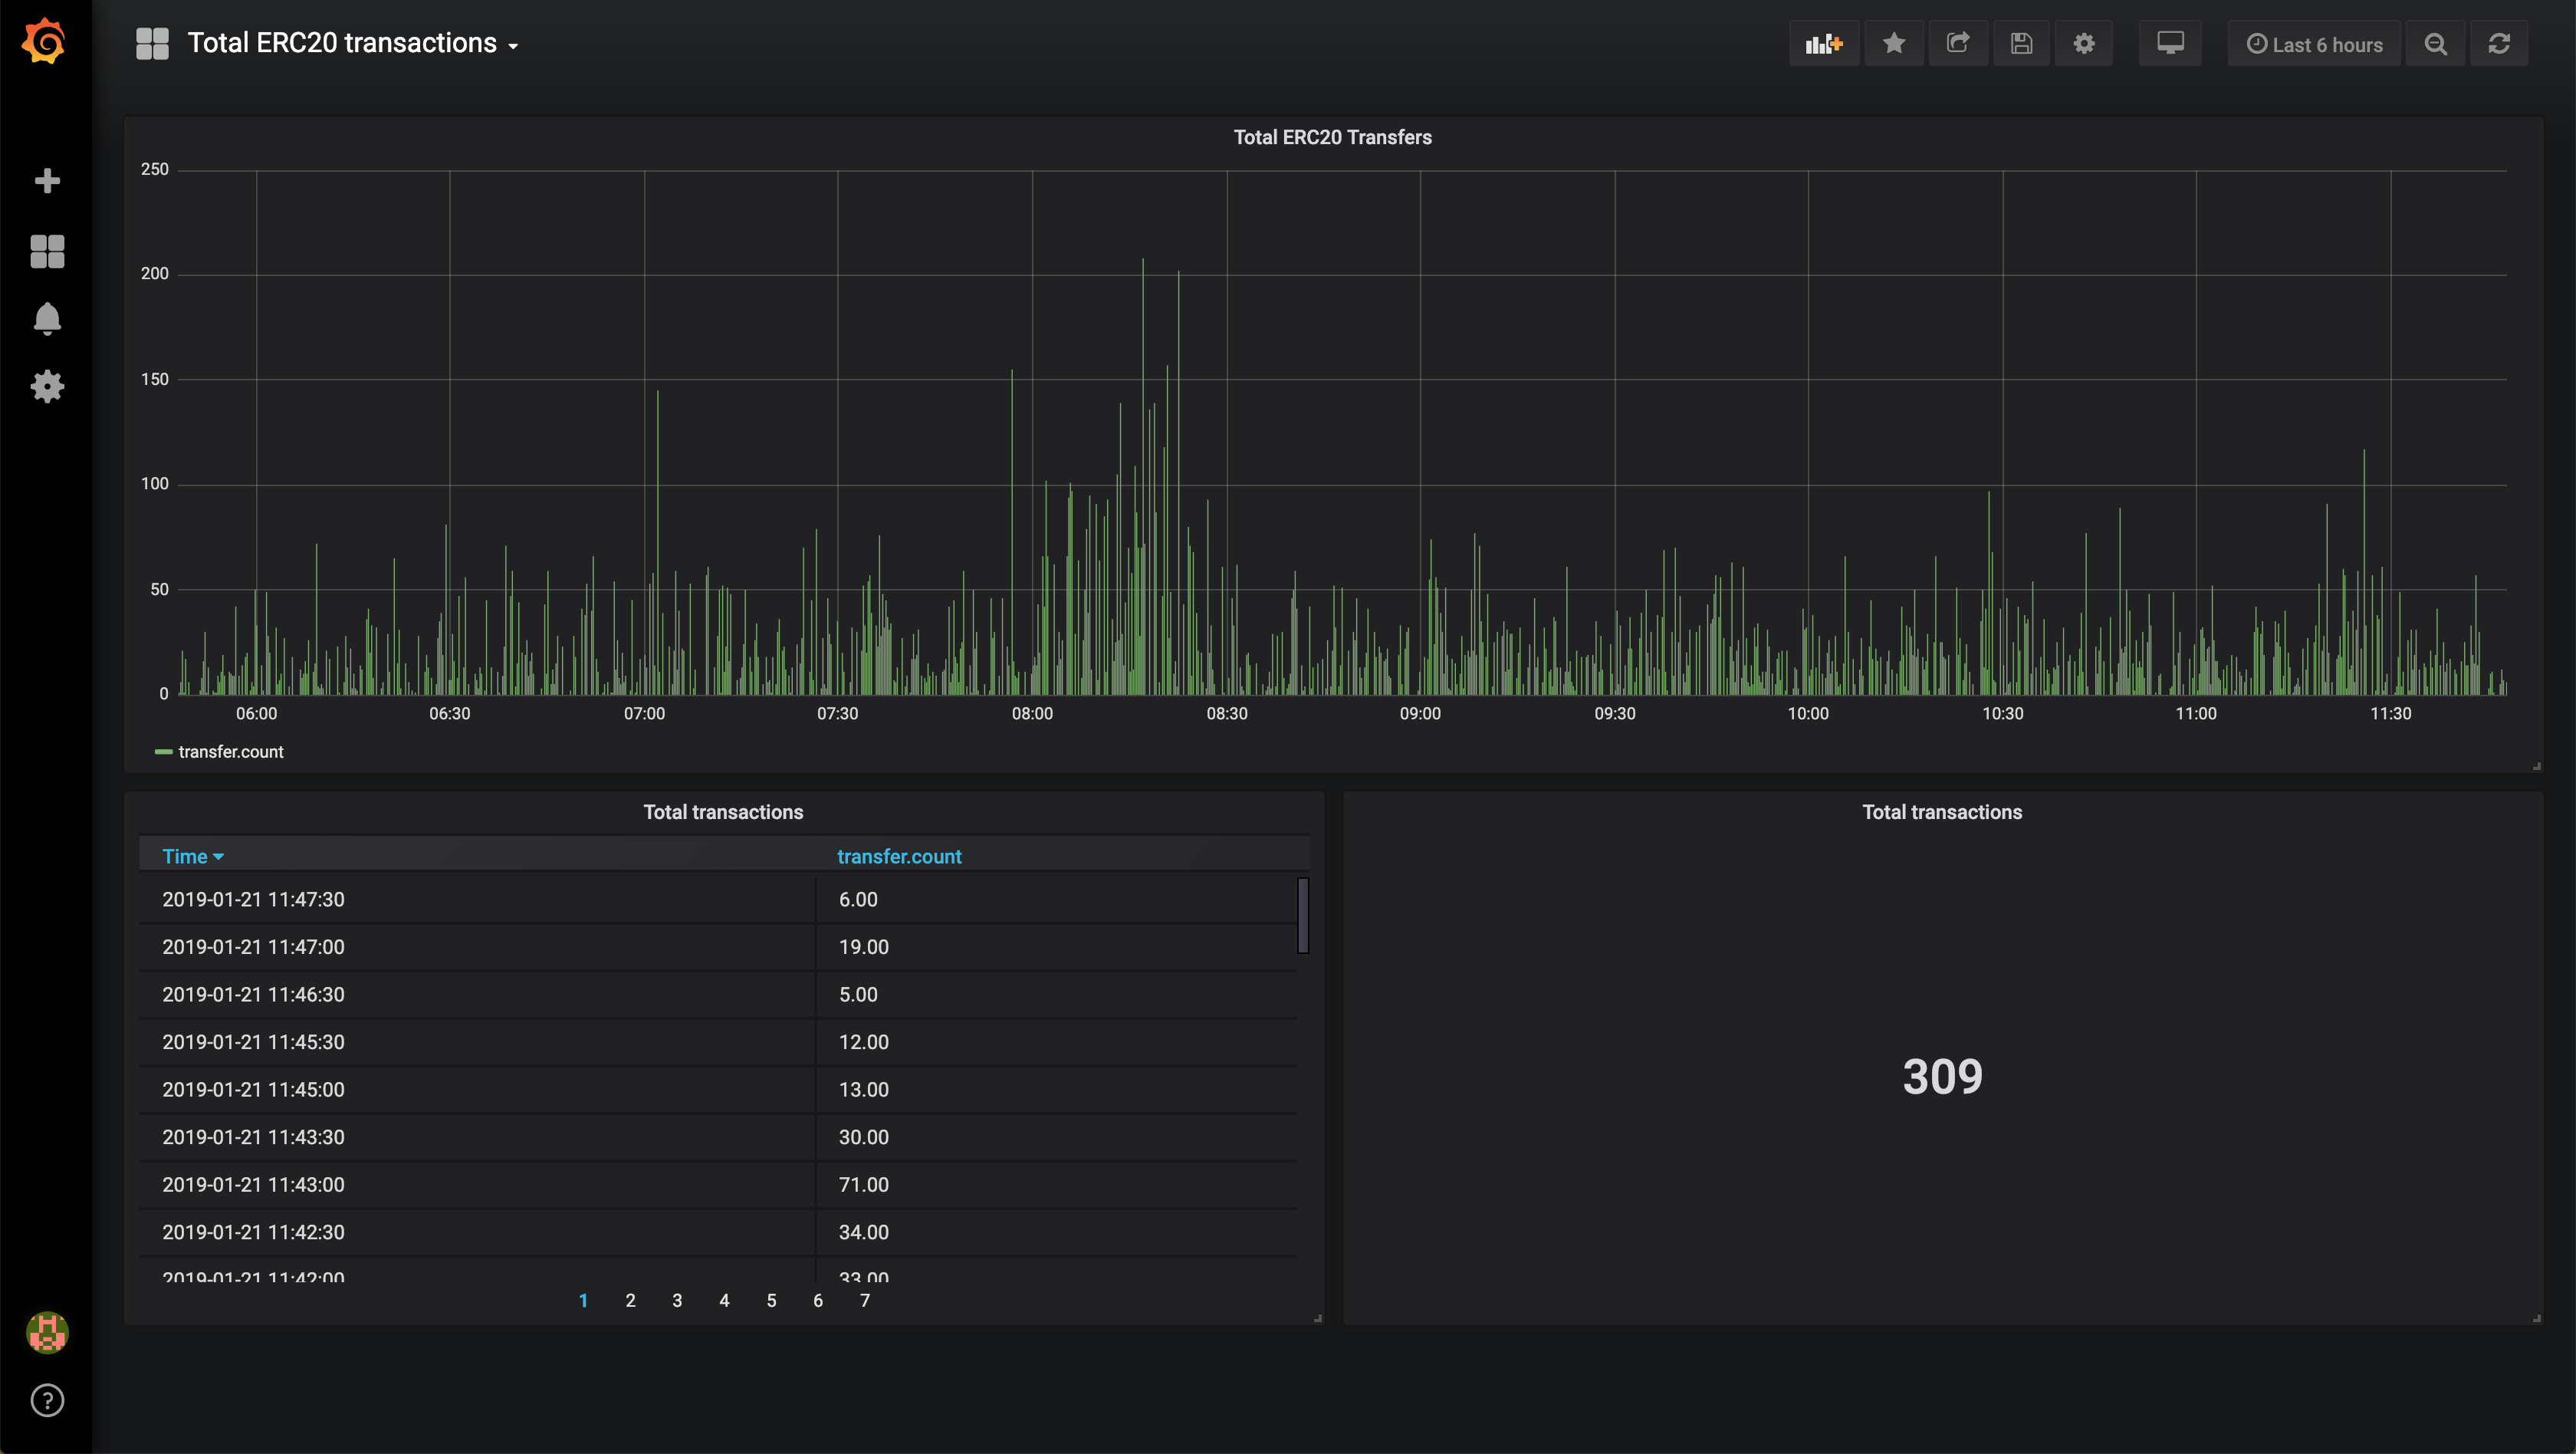 Total ERC20 transactions
Last 6 hours
Total ERC20 Transfers
250
200
150
100
50
0
06:00 06:30 07:00 07:30 08:00 08:30 09:00 09:30 10:00 10:30 11:00 11:30
transfer.count
Total transactions
Time transfer.count
2019-01-21 11:47:30 6.00
2019-01-21 11:47:00 19.00
2019-01-21 11:46:30 5.00
2019-01-21 11:45:30 12.00
2019-01-21 11:45:00 13.00
2019-01-21 11:43:30 30.00
2019-01-21 11:43:00 71.00
2019-01-21 11:42:30 34.00
2019-01-21 11:42:00 33.00
1 2 3 4 5 6 7
Total transactions
309